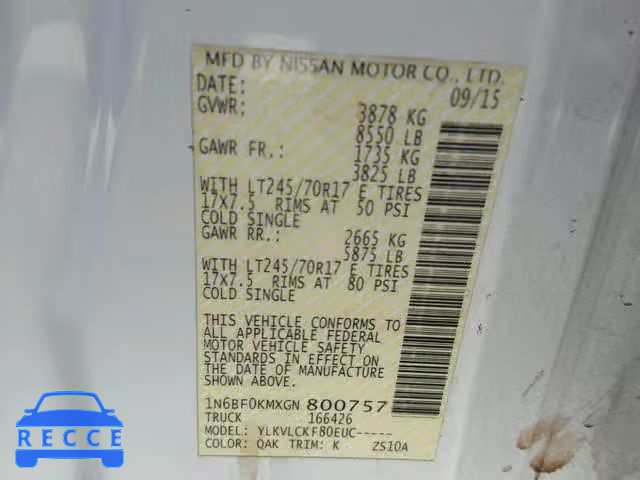 MFD BY NISSAN MOTOR CO., LTD.
DATE: 09/15
GVWR: 3878 KG
8550 LB
GAWR FR.: 1735 KG
3825 LB
WITH LT245/70R17 E TIRES
17X7.5 RIMS AT 50 PSI
COLD SINGLE
GAWR RR.: 2665 KG
5875 LB
WITH LT245/70R17 E TIRES
17X7.5 RIMS AT 80 PSI
COLD SINGLE
THIS VEHICLE CONFORMS TO
ALL APPLICABLE FEDERAL
MOTOR VEHICLE SAFETY
STANDARDS IN EFFECT ON
THE DATE OF MANUFACTURE
SHOWN ABOVE.
1N6BF0KMXGN800757
TRUCK 166426
MODEL: YLKVLCKF80EUC-----
COLOR: QAK TRIM: K ZS10A
RECCE